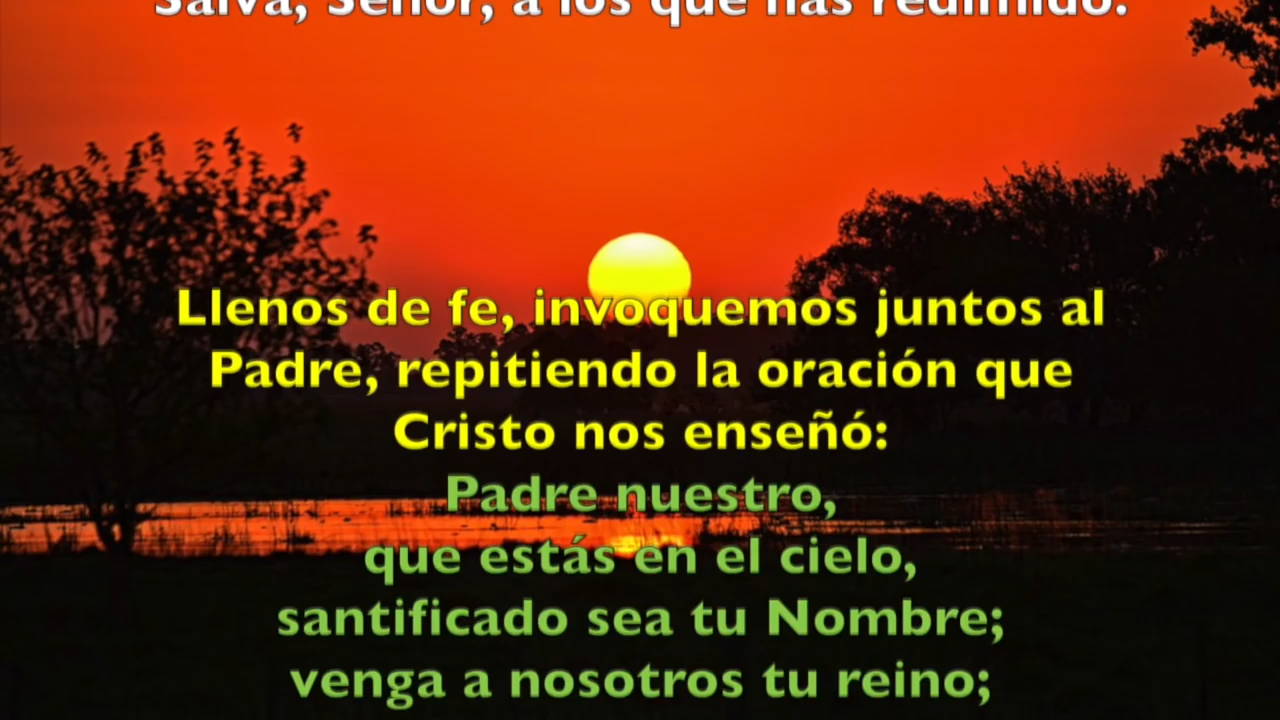 Salva, Señor, a los que has redimido.
Llenos de fe, invoquemos juntos al
Padre, repitiendo la oración que
Cristo nos enseñó:
Padre nuestro,
que estás en el cielo,
santificado sea tu Nombre;
venga a nosotros tu reino;